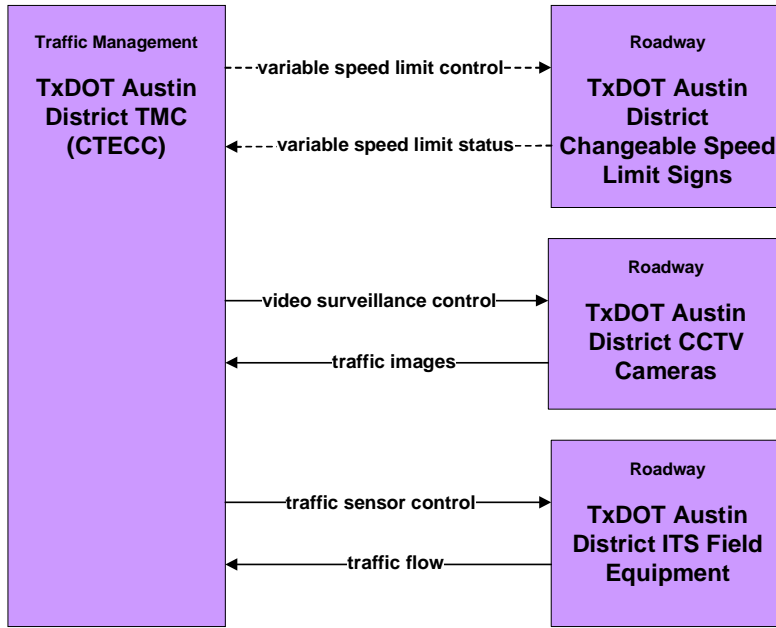 Traffic Management
TxDOT Austin
District TMC
(CTECC)
variable speed limit control
variable speed limit status
Roadway
TxDOT Austin
District
Changeable Speed
Limit Signs
video surveillance control
traffic images
Roadway
TxDOT Austin
District CCTV
Cameras
traffic sensor control
traffic flow
Roadway
TxDOT Austin
District ITS Field
Equipment